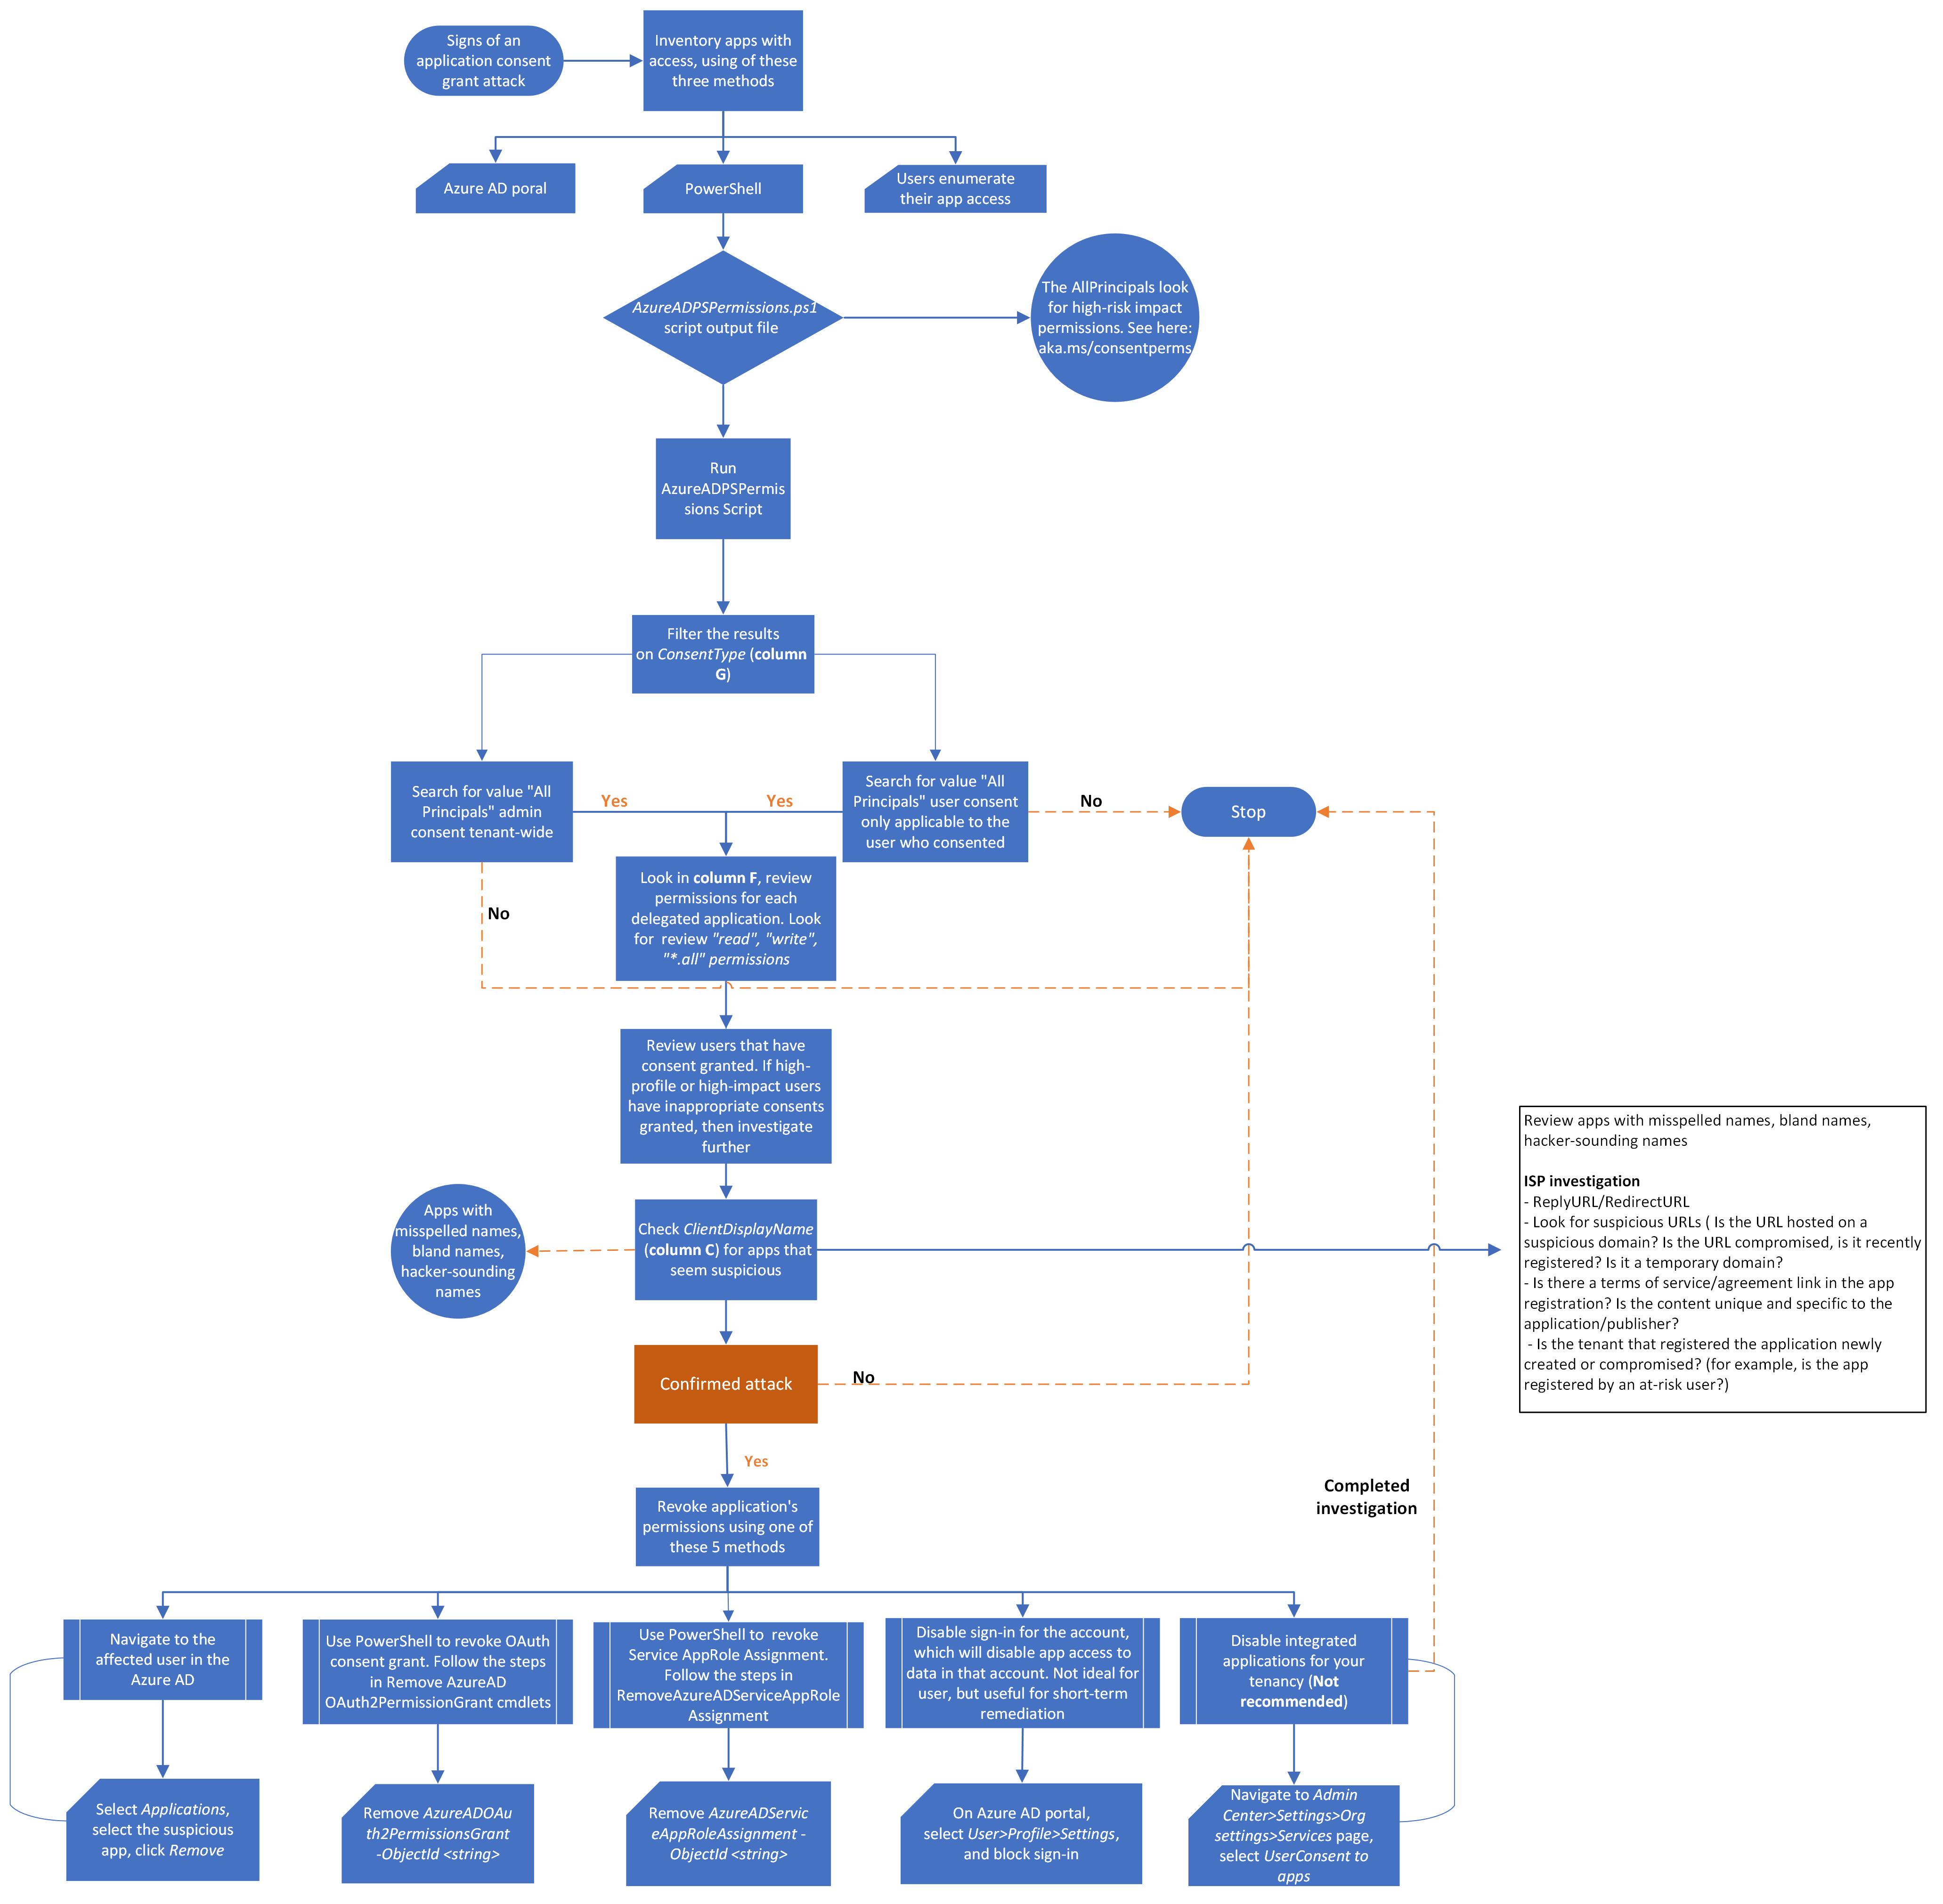 Signs of an
application consent
grant attack
Inventory apps with
access, using of these
three methods
Azure AD poral
PowerShell
Users enumerate
their app access
AzureADPSPermissions.ps1
script output file
The AllPrincipals look
for high-risk impact
permissions. See here:
aka.ms/consentperms
Run
AzureADPSPermis
sions Script
Filter the results
on ConsentType (column
G)
Search for value "All
Principals" admin
consent tenant-wide
Yes
Yes
Search for value "All
Principals" user consent
only applicable to the
user who consented
No
Stop
No
Look in column F, review
permissions for each
delegated application. Look
for  review "read", "write",
"*.all" permissions
Review users that have
consent granted. If high-
profile or high-impact users
have inappropriate consents
granted, then investigate
further
Apps with
misspelled names,
bland names,
hacker-sounding
names
Check ClientDisplayName
(column C) for apps that
seem suspicious
Review apps with misspelled names, bland names,
hacker-sounding names
ISP investigation
- ReplyURL/RedirectURL
- Look for suspicious URLs ( Is the URL hosted on a
suspicious domain? Is the URL compromised, is it recently
registered? Is it a temporary domain?
- Is there a terms of service/agreement link in the app
registration? Is the content unique and specific to the
application/publisher?
- Is the tenant that registered the application newly
created or compromised? (for example, is the app
registered by an at-risk user?)
Confirmed attack
No
Yes
Completed
investigation
Revoke application's
permissions using one of
these 5 methods
Navigate to the
affected user in the
Azure AD
Use PowerShell to revoke OAuth
consent grant. Follow the steps
in Remove AzureAD
OAuth2PermissionGrant cmdlets
Use PowerShell to  revoke
Service AppRole Assignment.
Follow the steps in
RemoveAzureADServiceAppRole
Assignment
Disable sign-in for the account,
which will disable app access to
data in that account. Not ideal for
user, but useful for short-term
remediation
Disable integrated
applications for your
tenancy (Not
recommended)
Select Applications,
select the suspicious
app, click Remove
Remove AzureADOAu
th2PermissionsGrant
--ObjectId <string>
Remove AzureADServic
eAppRoleAssignment -
ObjectId <string>
On Azure AD portal,
select User>Profile>Settings,
and block sign-in
Navigate to Admin
Center>Settings>Org
settings>Services page,
select UserConsent to
apps